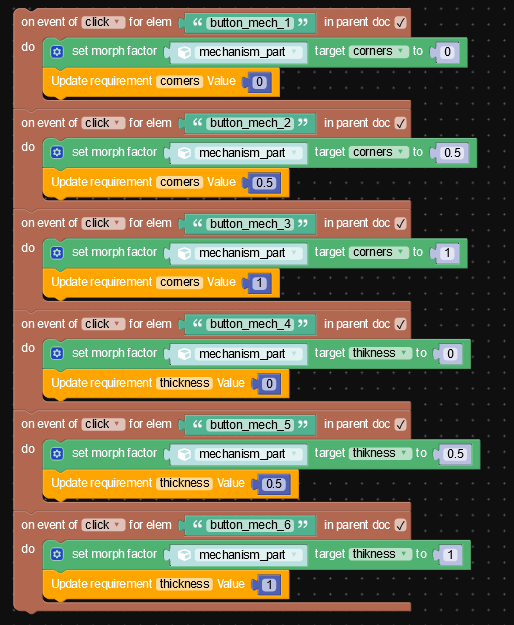 on event of click for elem “ button_mech_1 ” in parent doc ✓
do set morph factor mechanism_part target corners to 0
Update requirement corners Value 0
on event of click for elem “ button_mech_2 ” in parent doc ✓
do set morph factor mechanism_part target corners to 0.5
Update requirement corners Value 0.5
on event of click for elem “ button_mech_3 ” in parent doc ✓
do set morph factor mechanism_part target corners to 1
Update requirement corners Value 1
on event of click for elem “ button_mech_4 ” in parent doc ✓
do set morph factor mechanism_part target thikness to 0
Update requirement thickness Value 0
on event of click for elem “ button_mech_5 ” in parent doc ✓
do set morph factor mechanism_part target thikness to 0.5
Update requirement thickness Value 0.5
on event of click for elem “ button_mech_6 ” in parent doc ✓
do set morph factor mechanism_part target thikness to 1
Update requirement thickness Value 1